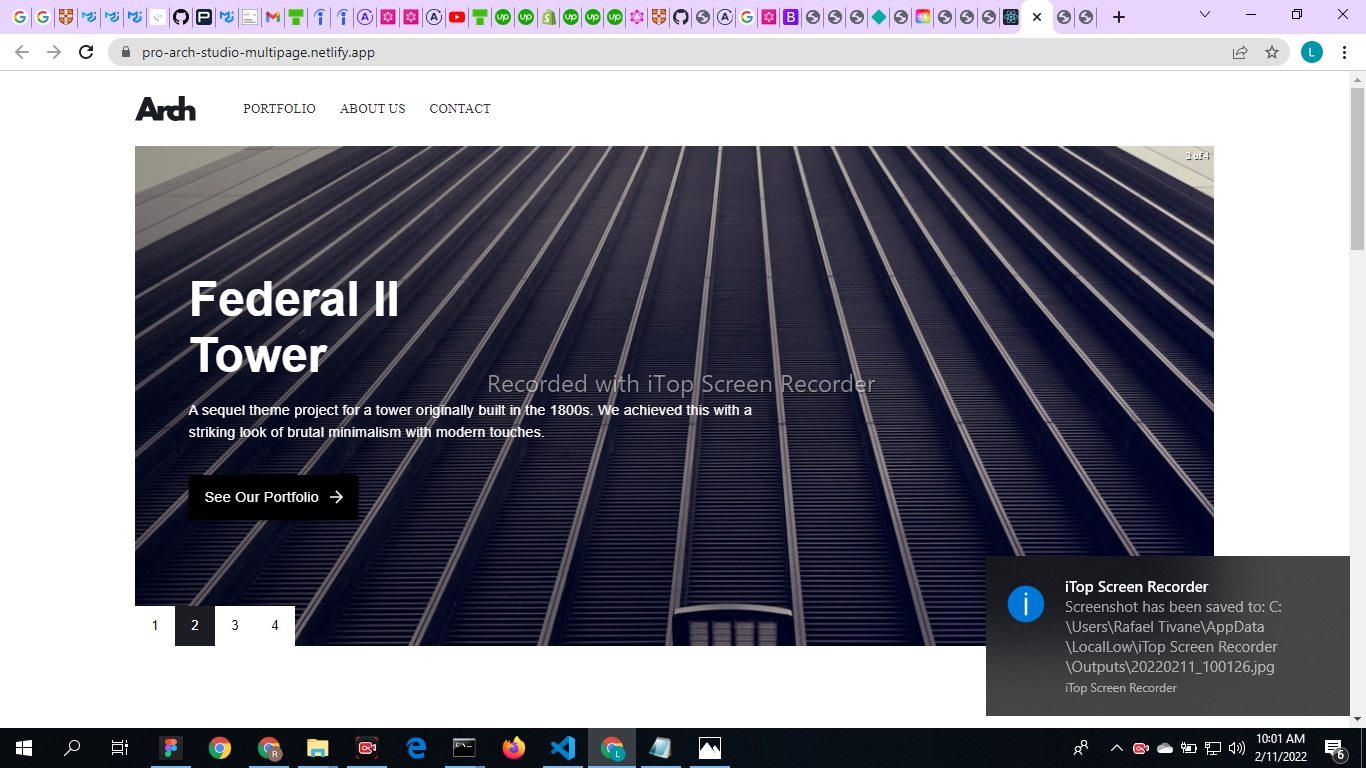 pro-arch-studio-multipage.netlify.app
L
Arch
PORTFOLIO
ABOUT US
CONTACT
2 of 4
Federal II
Tower
Recorded with iTop Screen Recorder
A sequel theme project for a tower originally built in the 1800s. We achieved this with a
striking look of brutal minimalism with modern touches.
See Our Portfolio
1 2 3 4
iTop Screen Recorder
Screenshot has been saved to: C:
\Users\Rafael Tivane\AppData
\LocalLow\iTop Screen Recorder
\Outputs\20220211_100126.jpg
iTop Screen Recorder
R
L
10:01 AM
2/11/2022
6